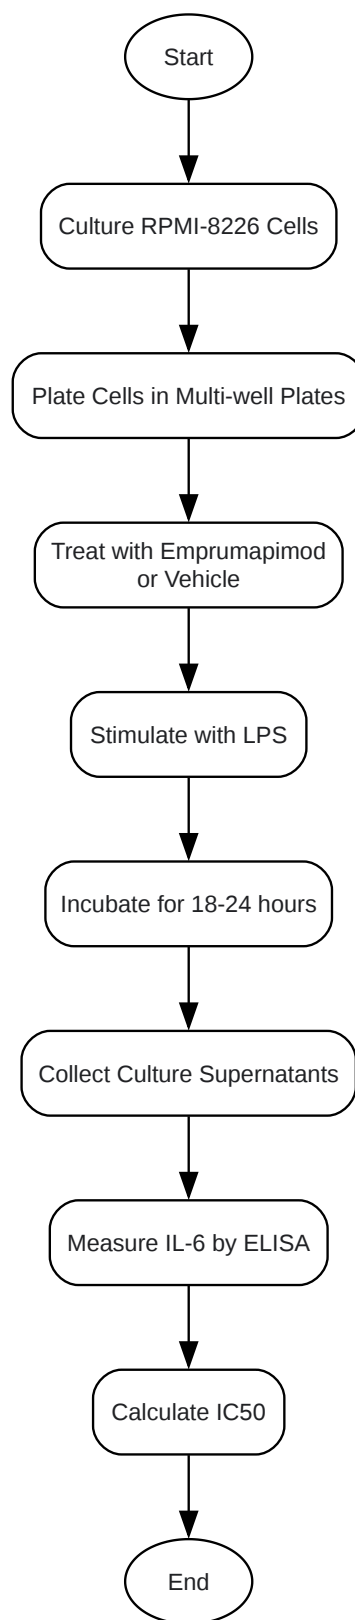 Start
Culture RPMI-8226 Cells
Plate Cells in Multi-well Plates
Treat with Emprumapimod
or Vehicle
Stimulate with LPS
Incubate for 18-24 hours
Collect Culture Supernatants
Measure IL-6 by ELISA
Calculate IC50
End